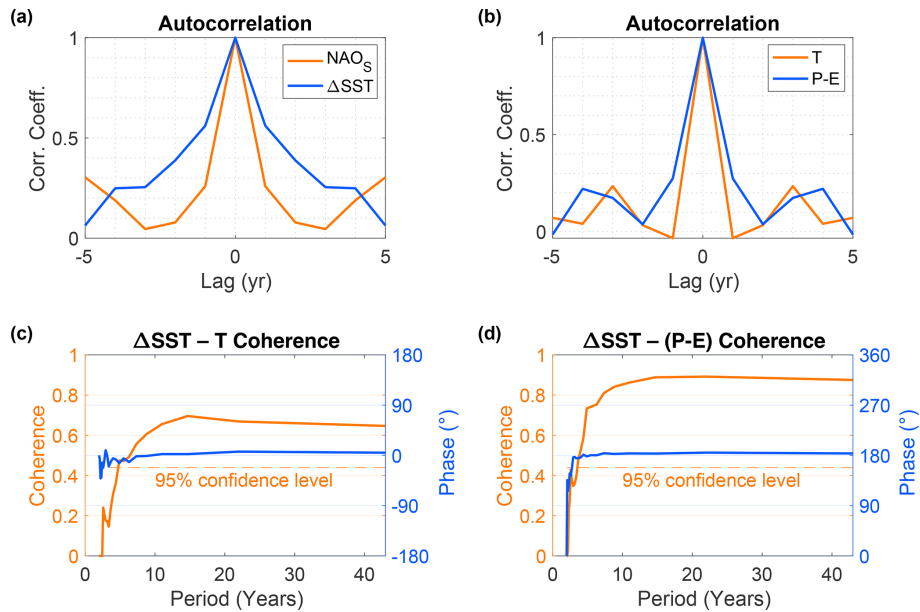 (a)
Autocorrelation
Corr. Coeff.
1
0.5
0
-5
0
5
Lag (yr)
NAO_S
ΔSST
(b)
Autocorrelation
Corr. Coeff.
1
0.5
0
-5
0
5
Lag (yr)
T
P-E
(c)
ΔSST – T Coherence
Coherence
1
0.8
0.6
0.4
0.2
0
180
90
0
-90
-180
Phase (°)
95% confidence level
0
10
20
30
40
Period (Years)
(d)
ΔSST – (P-E) Coherence
Coherence
1
0.8
0.6
0.4
0.2
0
360
270
180
90
0
Phase (°)
95% confidence level
0
10
20
30
40
Period (Years)